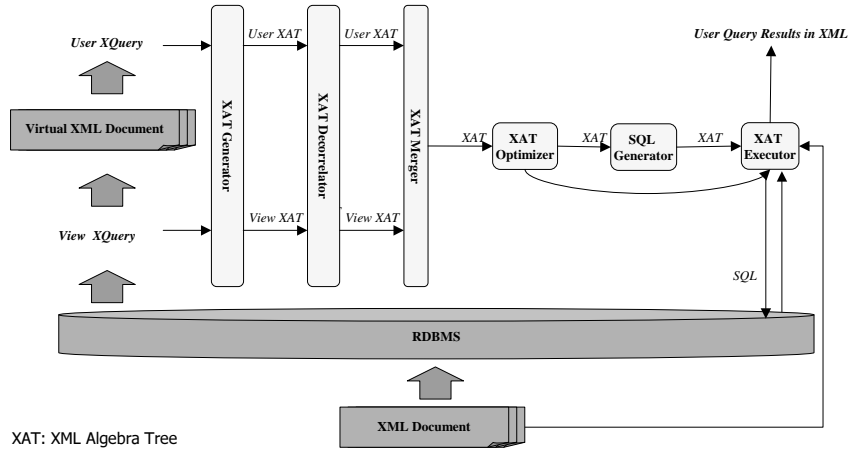 User XQuery
User XAT
User XAT
User Query Results in XML
Virtual XML Document
XAT Generator
XAT Decorrelator
XAT Merger
XAT
XAT
Optimizer
XAT
SQL
Generator
XAT
XAT
Executor
View XQuery
View XAT
View XAT
SQL
RDBMS
XML Document
XAT: XML Algebra Tree